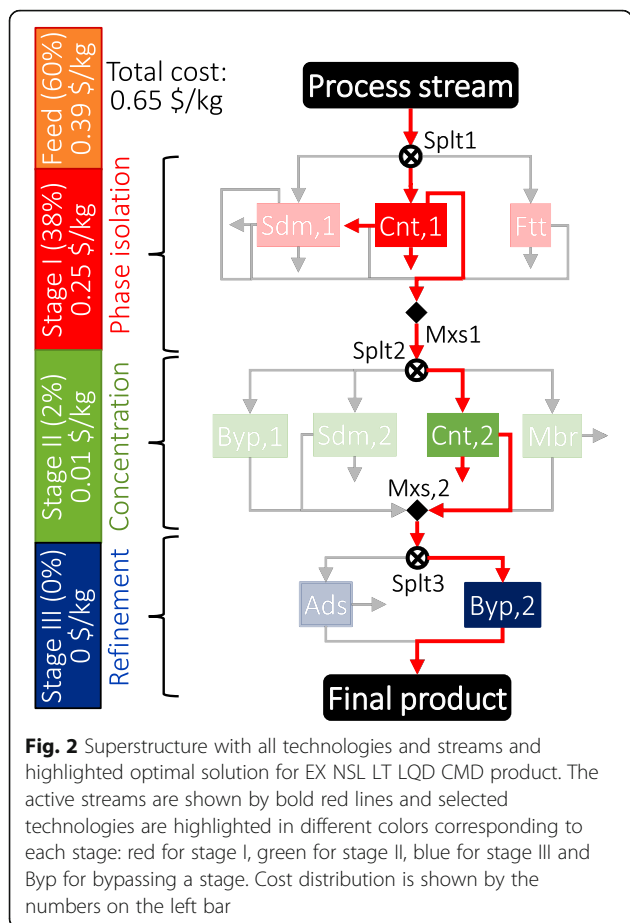 Feed (60%)
0.39 $/kg
Total cost:
0.65 $/kg
Process stream
Splt1
Stage I (38%)
0.25 $/kg
Phase isolation
Sdm,1
Cnt,1
Ftt
Mxs1
Splt2
Stage II (2%)
0.01 $/kg
Concentration
Byp,1
Sdm,2
Cnt,2
Mbr
Mxs,2
Splt3
Stage III (0%)
0 $/kg
Refinement
Ads
Byp,2
Final product
Fig. 2 Superstructure with all technologies and streams and
highlighted optimal solution for EX NSL LT LQD CMD product. The
active streams are shown by bold red lines and selected
technologies are highlighted in different colors corresponding to
each stage: red for stage I, green for stage II, blue for stage III and
Byp for bypassing a stage. Cost distribution is shown by the
numbers on the left bar